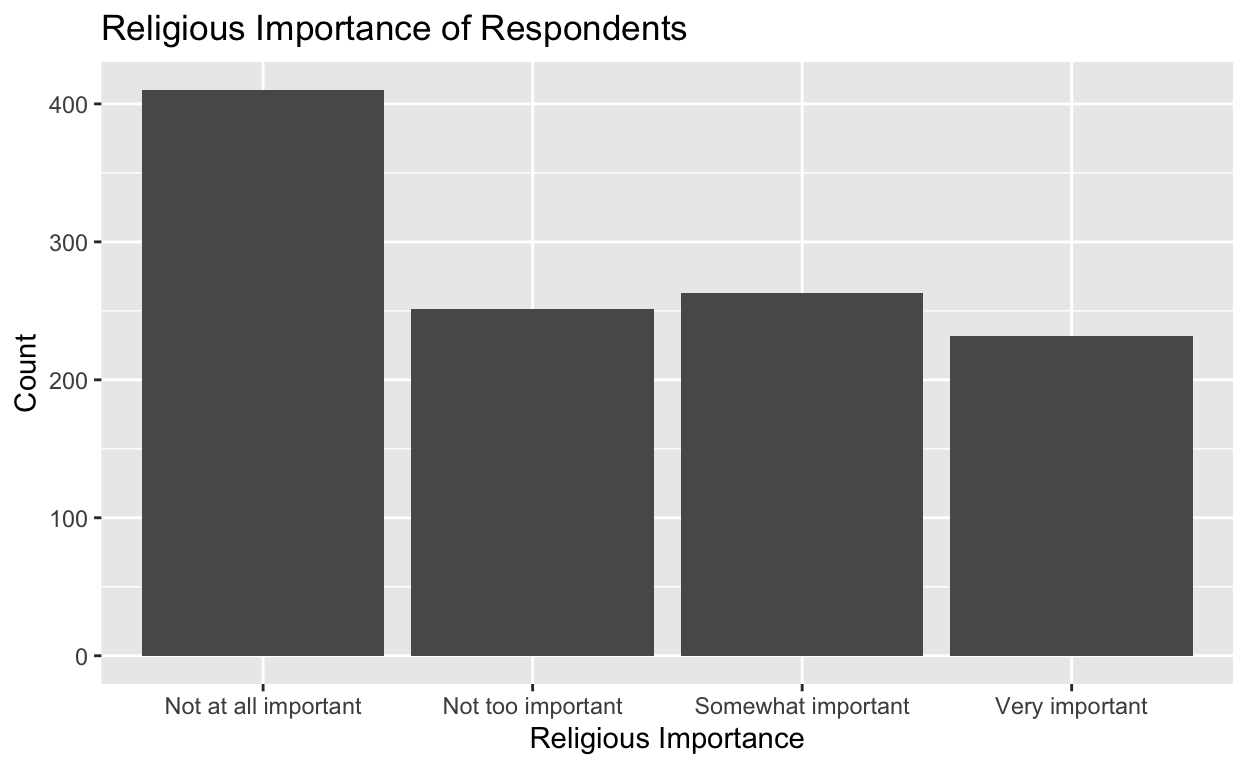 Religious Importance of Respondents
400
300
200
100
0
Count
Not at all important
Not too important
Somewhat important
Very important
Religious Importance